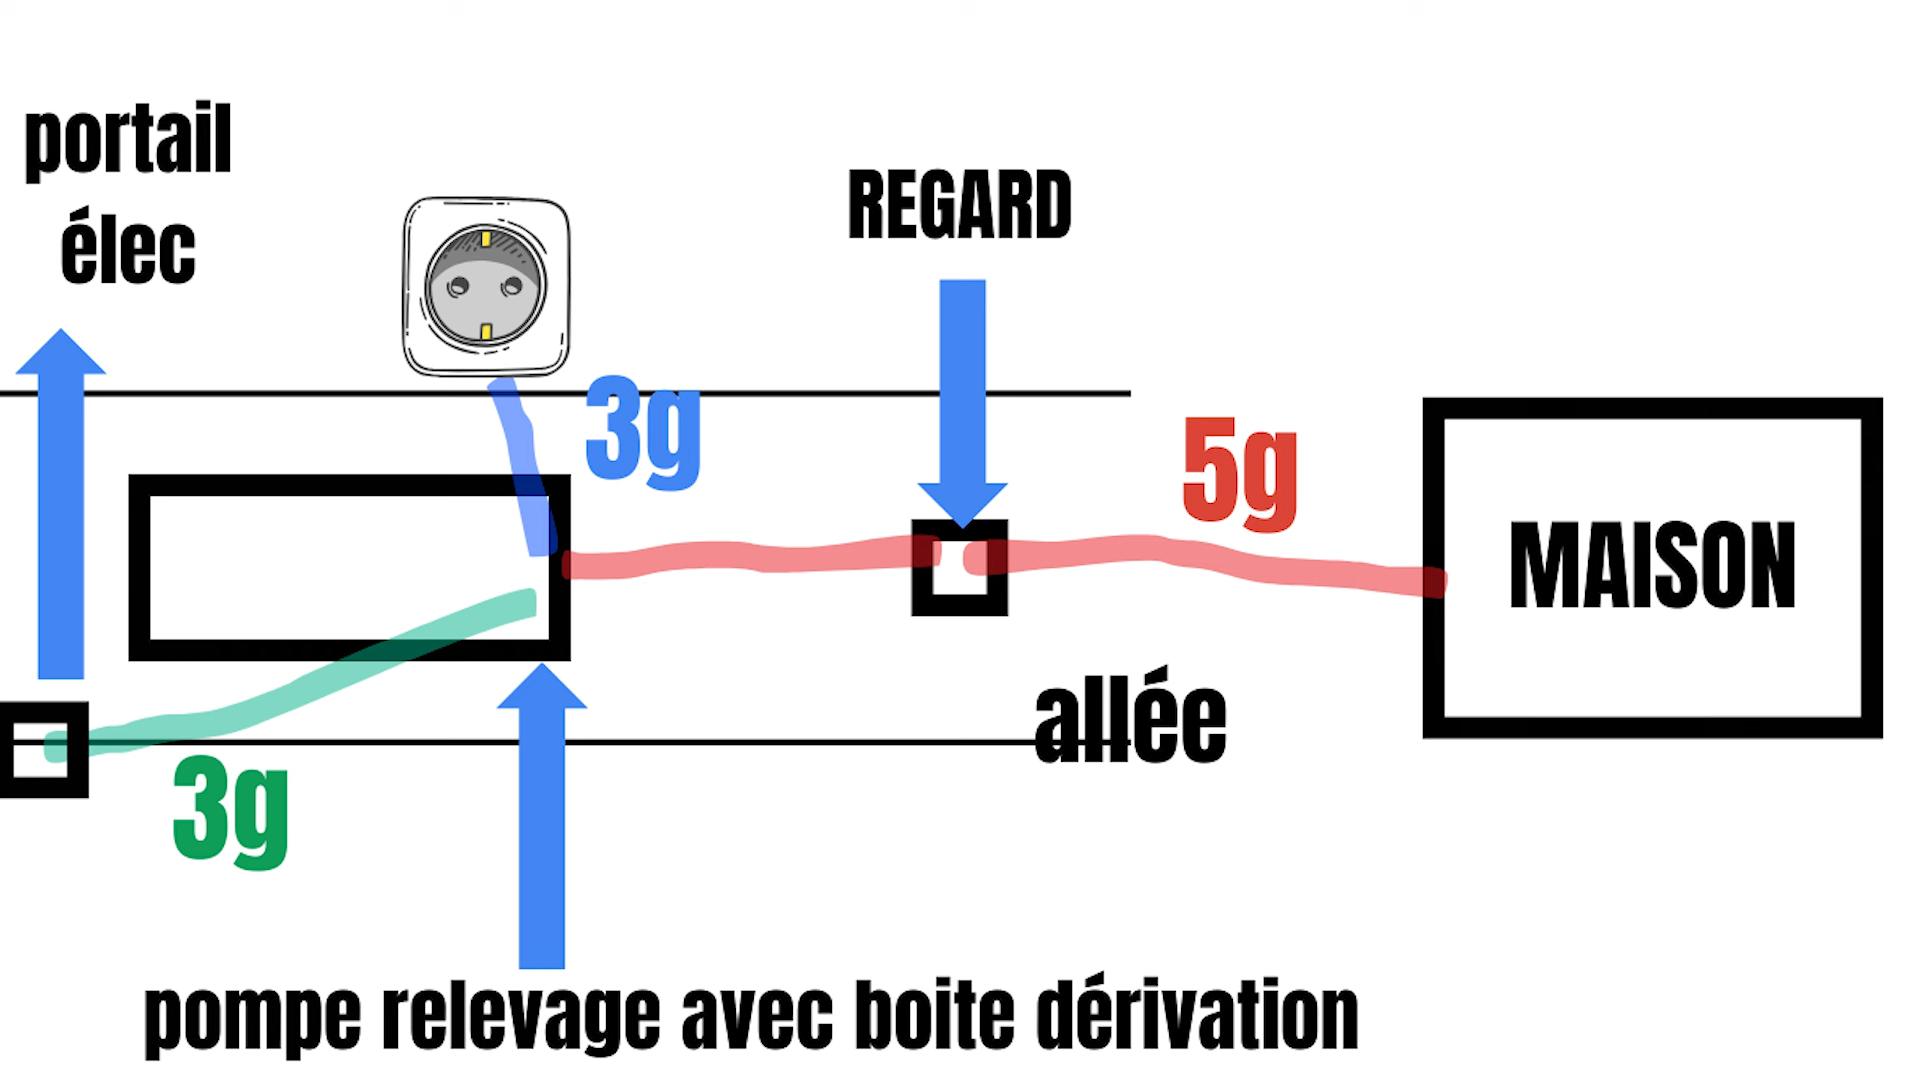 portail
élec
REGARD
3g
5g
MAISON
allée
3g
pompe relevage avec boite dérivation